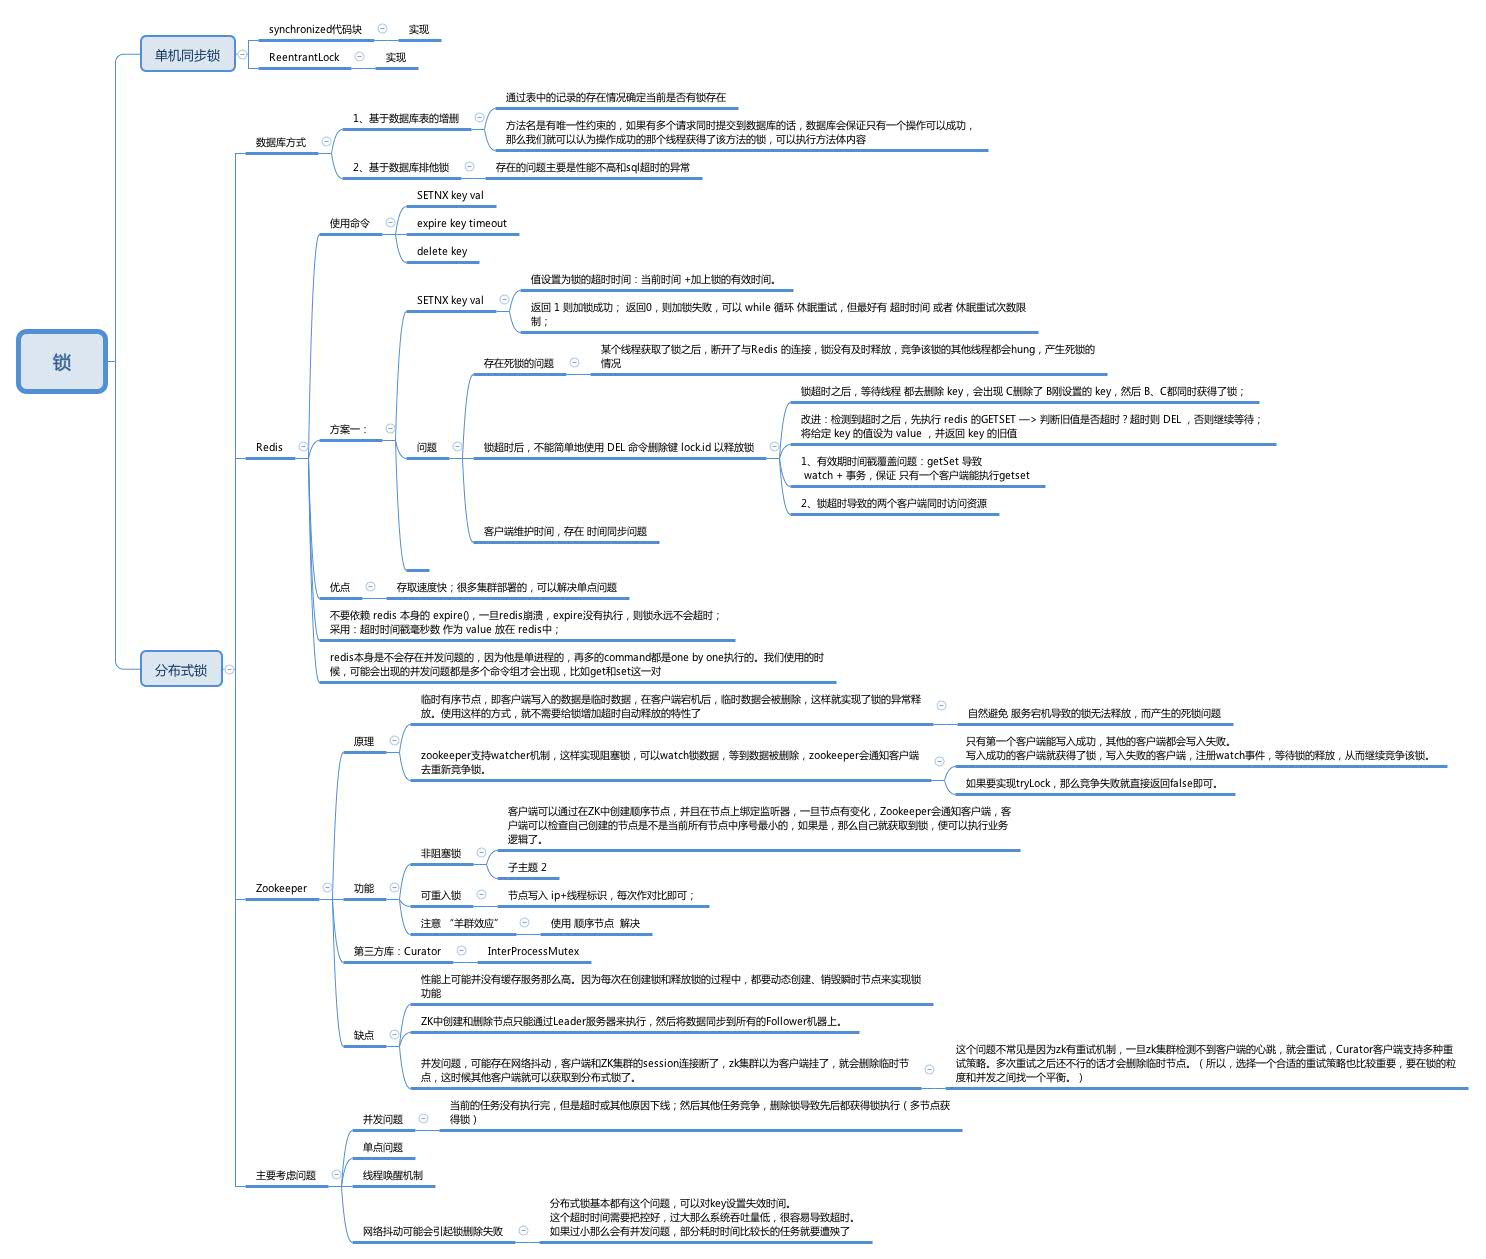 锁
单机同步锁
synchronized代码块
实现
ReentrantLock
实现
分布式锁
数据库方式
1、基于数据库表的增删
通过表中的记录的存在情况确定当前是否有锁存在
方法名是有唯一性约束的，如果有多个请求同时提交到数据库的话，数据库会保证只有一个操作可以成功，
那么我们就可以认为操作成功的那个线程获得了该方法的锁，可以执行方法体内容
2、基于数据库排他锁
存在的问题主要是性能不高和sql超时的异常
Redis
使用命令
SETNX key val
expire key timeout
delete key
方案一：
SETNX key val
值设置为锁的超时时间：当前时间 +加上锁的有效时间。
返回 1 则加锁成功； 返回0，则加锁失败，可以 while 循环 休眠重试，但最好有 超时时间 或者 休眠重试次数限
制；
问题
存在死锁的问题
某个线程获取了锁之后，断开了与Redis 的连接，锁没有及时释放，竞争该锁的其他线程都会hung，产生死锁的
情况
锁超时后，不能简单地使用 DEL 命令删除键 lock.id 以释放锁
锁超时之后，等待线程 都去删除 key，会出现 C删除了 B刚设置的 key，然后 B、C都同时获得了锁；
改进：检测到超时之后，先执行 redis 的GETSET —> 判断旧值是否超时？超时则 DEL ，否则继续等待；
将给定 key 的值设为 value ，并返回 key 的旧值
1、有效期时间戳覆盖问题：getSet 导致
watch + 事务，保证 只有一个客户端能执行getset
2、锁超时导致的两个客户端同时访问资源
客户端维护时间，存在 时间同步问题
优点
存取速度快；很多集群部署的，可以解决单点问题
不要依赖 redis 本身的 expire()，一旦redis崩溃，expire没有执行，则锁永远不会超时；
采用：超时时间戳毫秒数 作为 value 放在 redis中；
redis本身是不会存在并发问题的，因为他是单进程的，再多的command都是one by one执行的。我们使用的时
候，可能会出现的并发问题都是多个命令组才会出现，比如get和set这一对
Zookeeper
原理
临时有序节点，即客户端写入的数据是临时数据，在客户端宕机后，临时数据会被删除，这样就实现了锁的异常释
放。使用这样的方式，就不需要给锁增加超时自动释放的特性了
自然避免 服务宕机导致的锁无法释放，而产生的死锁问题
zookeeper支持watcher机制，这样实现阻塞锁，可以watch锁数据，等到数据被删除，zookeeper会通知客户端
去重新竞争锁。
只有第一个客户端能写入成功，其他的客户端都会写入失败。
写入成功的客户端就获得了锁，写入失败的客户端，注册watch事件，等待锁的释放，从而继续竞争该锁。
如果要实现tryLock，那么竞争失败就直接返回false即可。
功能
非阻塞锁
客户端可以通过在ZK中创建顺序节点，并且在节点上绑定监听器，一旦节点有变化，Zookeeper会通知客户端，客
户端可以检查自己创建的节点是不是当前所有节点中序号最小的，如果是，那么自己就获取到锁，便可以执行业务
逻辑了。
子主题 2
可重入锁
节点写入 ip+线程标识，每次作对比即可；
注意 “羊群效应”
使用 顺序节点 解决
第三方库：Curator
InterProcessMutex
缺点
性能上可能并没有缓存服务那么高。因为每次在创建锁和释放锁的过程中，都要动态创建、销毁瞬时节点来实现锁
功能
ZK中创建和删除节点只能通过Leader服务器来执行，然后将数据同步到所有的Follower机器上。
并发问题，可能存在网络抖动，客户端和ZK集群的session连接断了，zk集群以为客户端挂了，就会删除临时节
点，这时候其他客户端就可以获取到分布式锁了。
这个问题不常见是因为zk有重试机制，一旦zk集群检测不到客户端的心跳，就会重试，Curator客户端支持多种重
试策略。多次重试之后还不行的话才会删除临时节点。（所以，选择一个合适的重试策略也比较重要，要在锁的粒
度和并发之间找一个平衡。）
主要考虑问题
并发问题
当前的任务没有执行完，但是超时或其他原因下线；然后其他任务竞争，删除锁导致先后都获得锁执行（多节点获
得锁）
单点问题
线程唤醒机制
网络抖动可能会引起锁删除失败
分布式锁基本都有这个问题，可以对key设置失效时间。
这个超时时间需要把控好，过大那么系统吞吐量低，很容易导致超时。
如果过小那么会有并发问题，部分耗时时间比较长的任务就要遭殃了